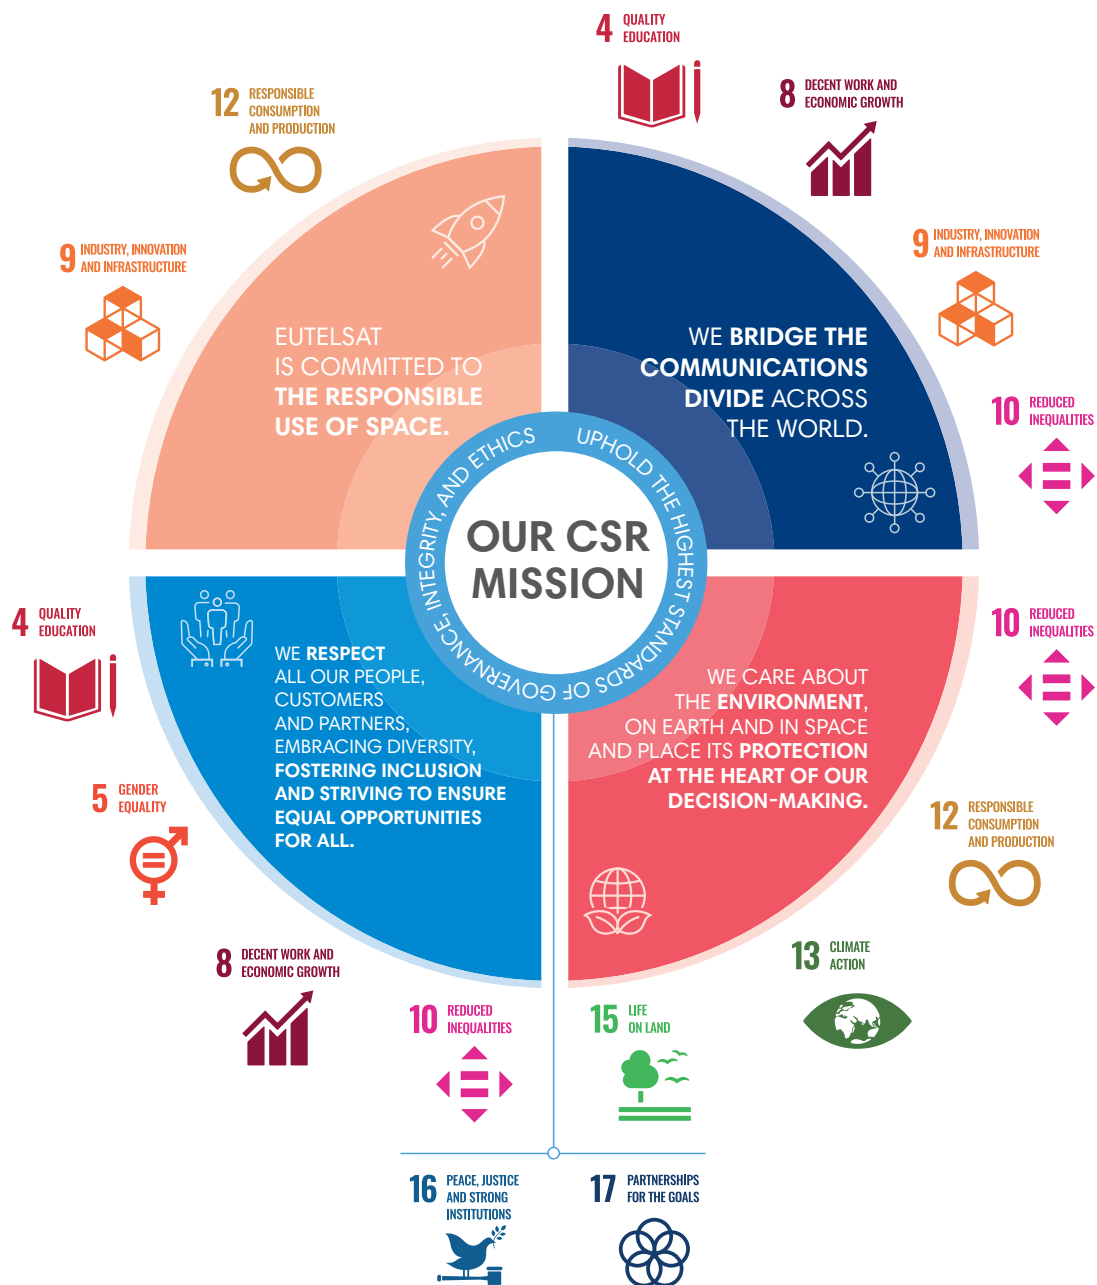 4 QUALITY
EDUCATION
8 DECENT WORK AND
ECONOMIC GROWTH
12 RESPONSIBLE
CONSUMPTION
AND PRODUCTION
9 INDUSTRY, INNOVATION
AND INFRASTRUCTURE
9 INDUSTRY, INNOVATION
AND INFRASTRUCTURE
10 REDUCED
INEQUALITIES
EUTELSAT
IS COMMITTED TO
THE RESPONSIBLE
USE OF SPACE.
WE BRIDGE THE
COMMUNICATIONS
DIVIDE ACROSS
THE WORLD.
UPHOLD THE HIGHEST STANDARDS OF GOVERNANCE, INTEGRITY, AND ETHICS
OUR CSR
MISSION
4 QUALITY
EDUCATION
WE RESPECT
ALL OUR PEOPLE,
CUSTOMERS
AND PARTNERS,
EMBRACING DIVERSITY,
FOSTERING INCLUSION
AND STRIVING TO ENSURE
EQUAL OPPORTUNITIES
FOR ALL.
WE CARE ABOUT
THE ENVIRONMENT,
ON EARTH AND IN SPACE
AND PLACE ITS PROTECTION
AT THE HEART OF OUR
DECISION-MAKING.
10 REDUCED
INEQUALITIES
5 GENDER
EQUALITY
12 RESPONSIBLE
CONSUMPTION
AND PRODUCTION
8 DECENT WORK AND
ECONOMIC GROWTH
13 CLIMATE
ACTION
10 REDUCED
INEQUALITIES
15 LIFE
ON LAND
16 PEACE, JUSTICE
AND STRONG
INSTITUTIONS
17 PARTNERSHIPS
FOR THE GOALS